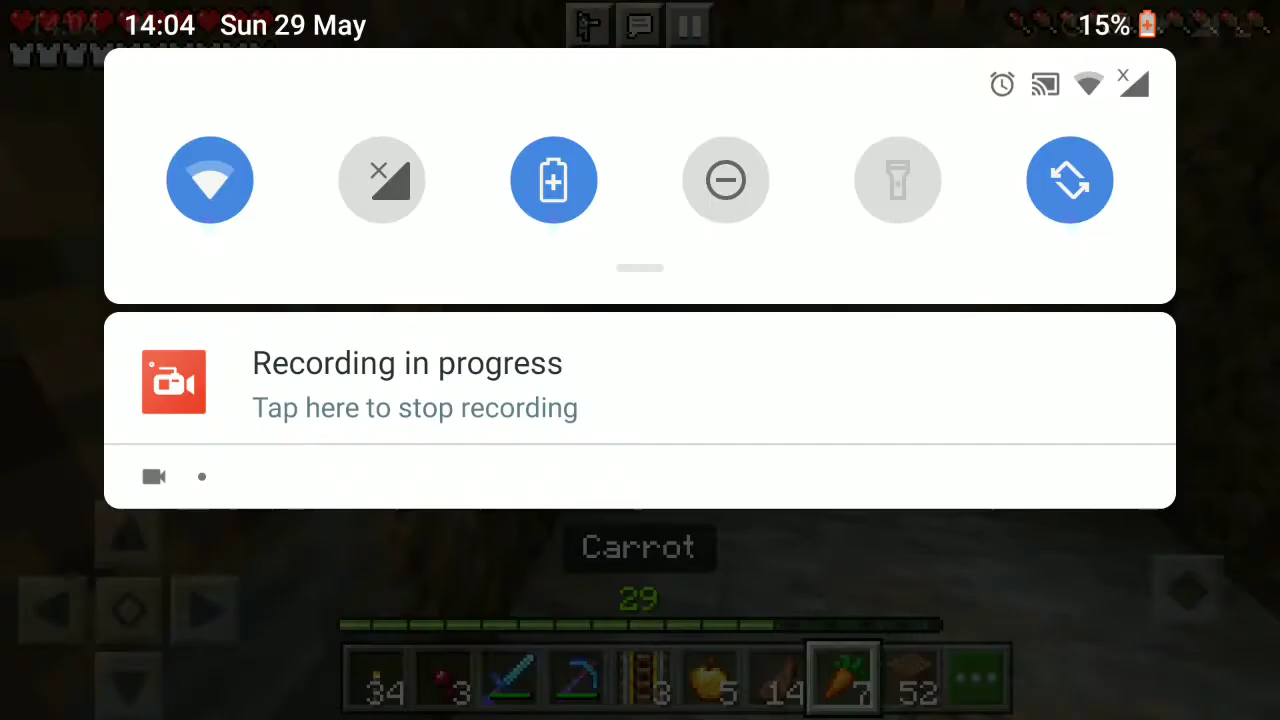 14:04 Sun 29 May 15%
Recording in progress
Tap here to stop recording
Carrot
29
34 3 3 5 14 7 52